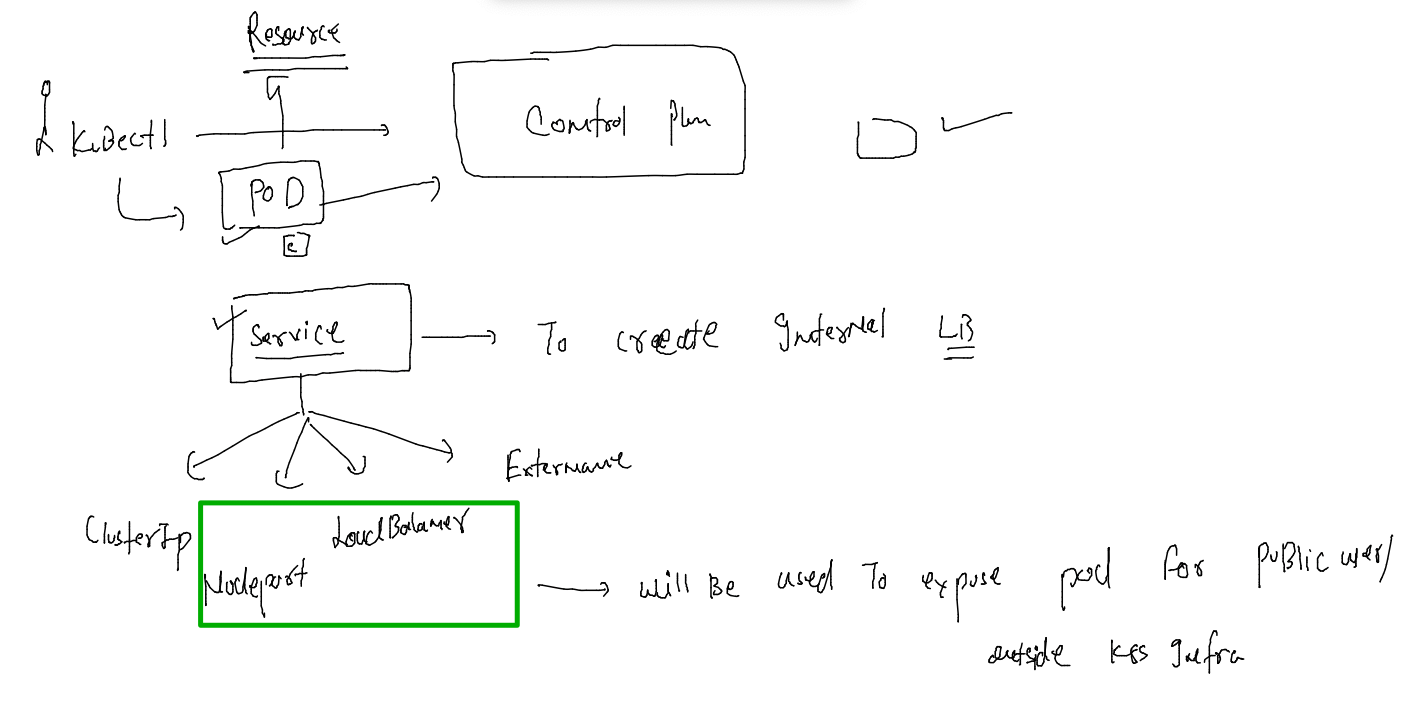 Resource
KuBectl
Control plan
PoD
c
Service
To create Internal LB
Extername
ClusterIp
LoadBalancer
Nodeport
will Be used To expose pod for puBlic user/
outside K8s Infra